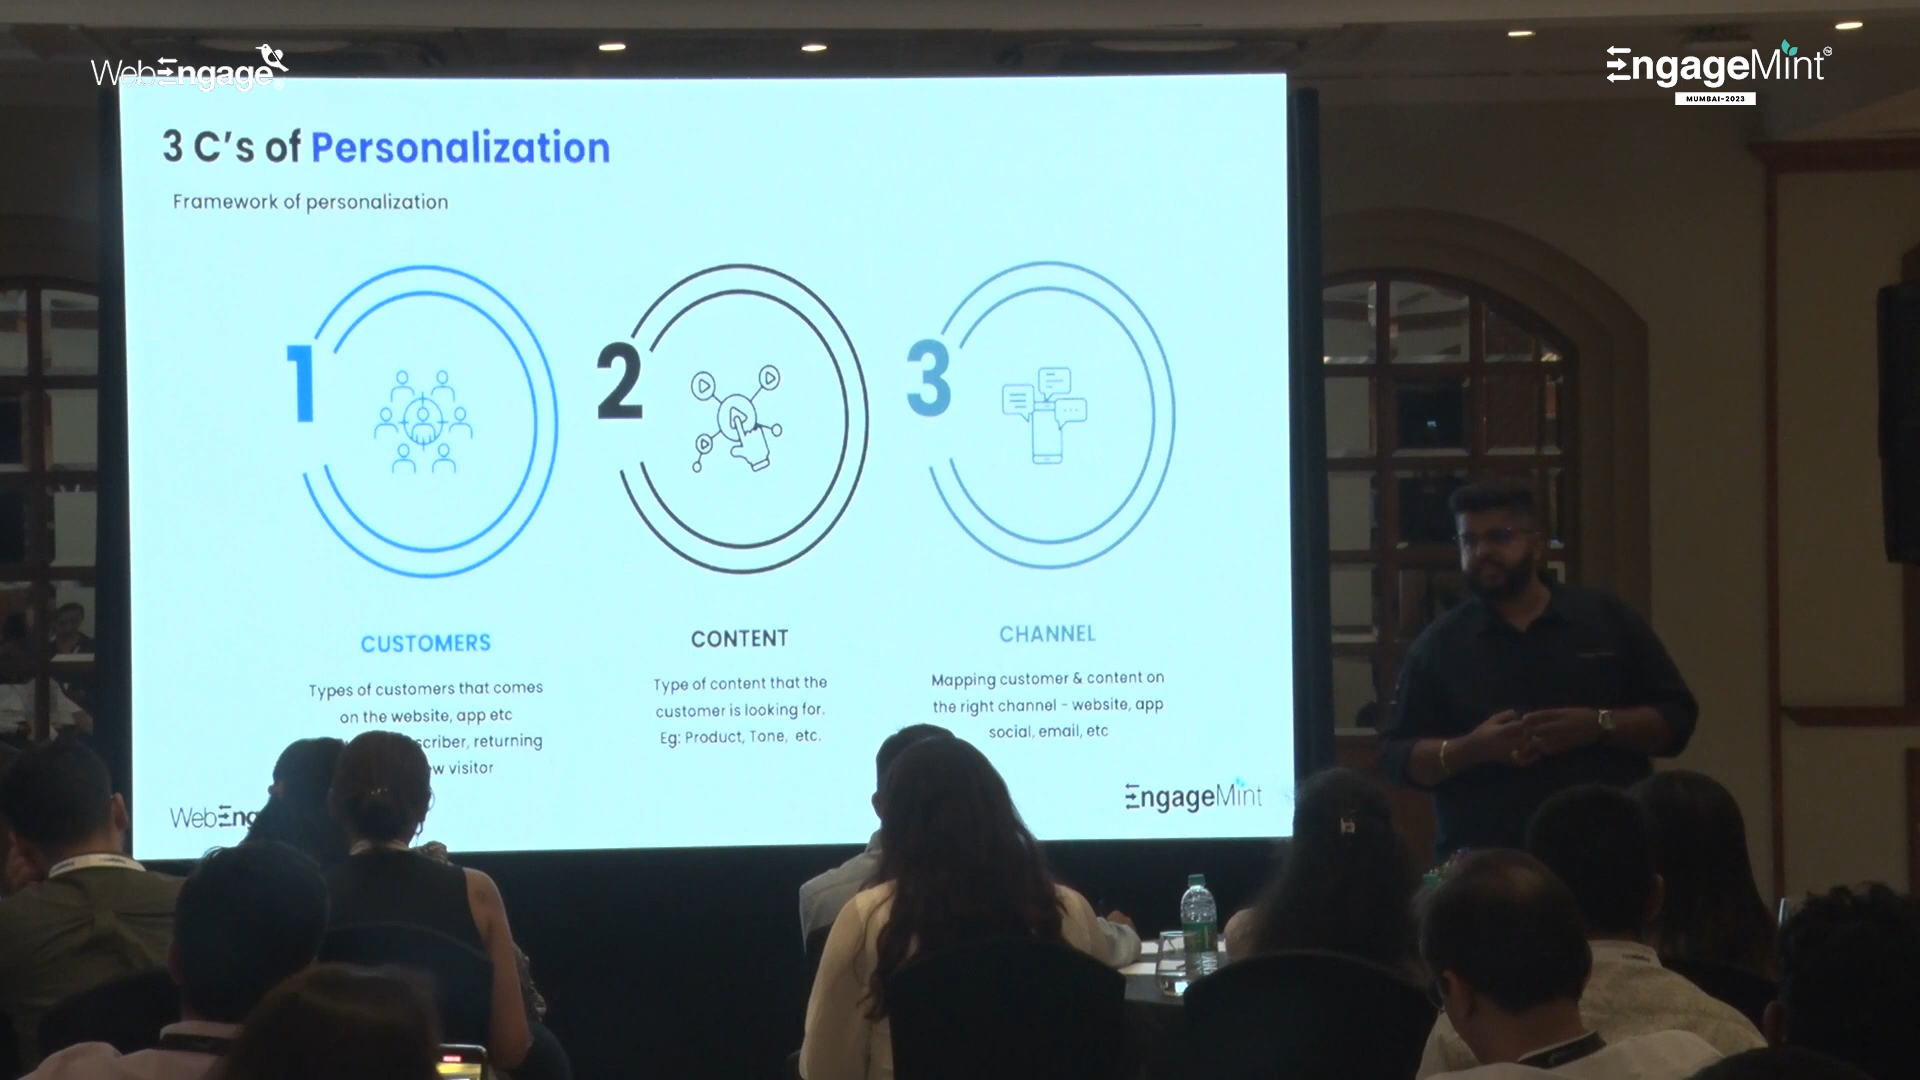 WebEngage
EngageMint
MUMBAI-2023
3 C's of Personalization
Framework of personalization
1
2
3
CUSTOMERS
Types of customers that comes
on the website, app etc
returning
visitor
CONTENT
Type of content that the
customer is looking for.
Eg: Product, Tone, etc.
CHANNEL
Mapping customer & content on
the right channel - website, app
social, email, etc
EngageMint